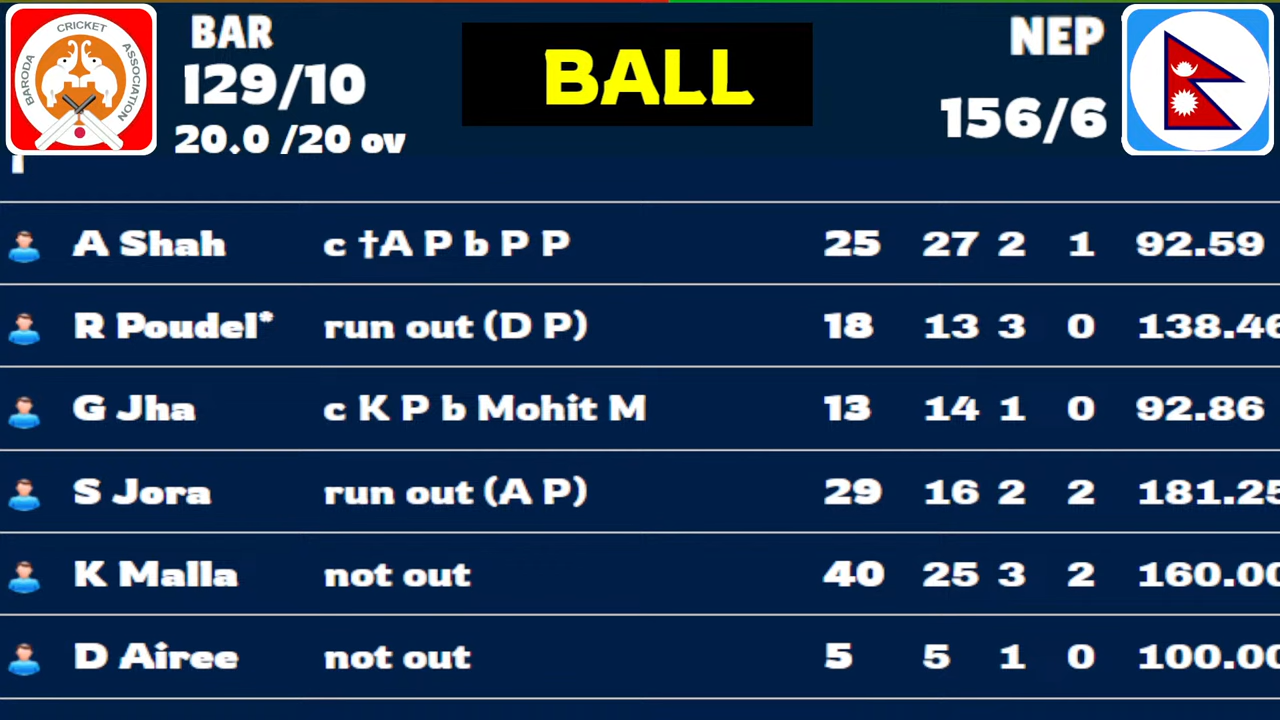 BARODA CRICKET ASSOCIATION
BAR
129/10
20.0 /20 ov
BALL
NEP
156/6
A Shah c †A P b P P 25 27 2 1 92.59
R Poudel* run out (D P) 18 13 3 0 138.46
G Jha c K P b Mohit M 13 14 1 0 92.86
S Jora run out (A P) 29 16 2 2 181.25
K Malla not out 40 25 3 2 160.00
D Airee not out 5 5 1 0 100.00